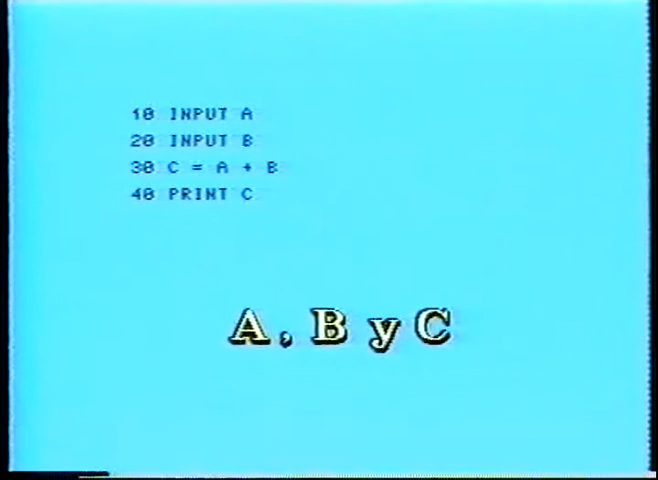 10 INPUT A
20 INPUT B
30 C = A + B
40 PRINT C
A, B y C